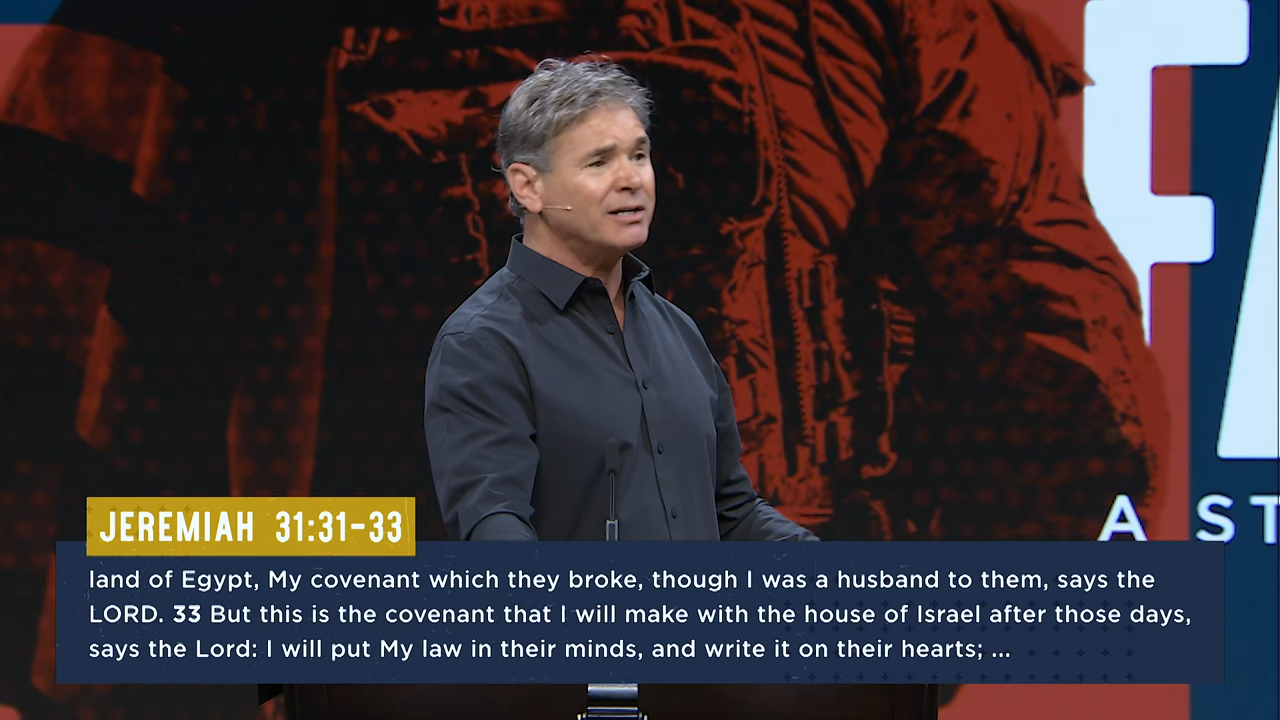 FA
A ST
JEREMIAH 31:31-33
land of Egypt, My covenant which they broke, though I was a husband to them, says the
LORD. 33 But this is the covenant that I will make with the house of Israel after those days,
says the Lord: I will put My law in their minds, and write it on their hearts; ...